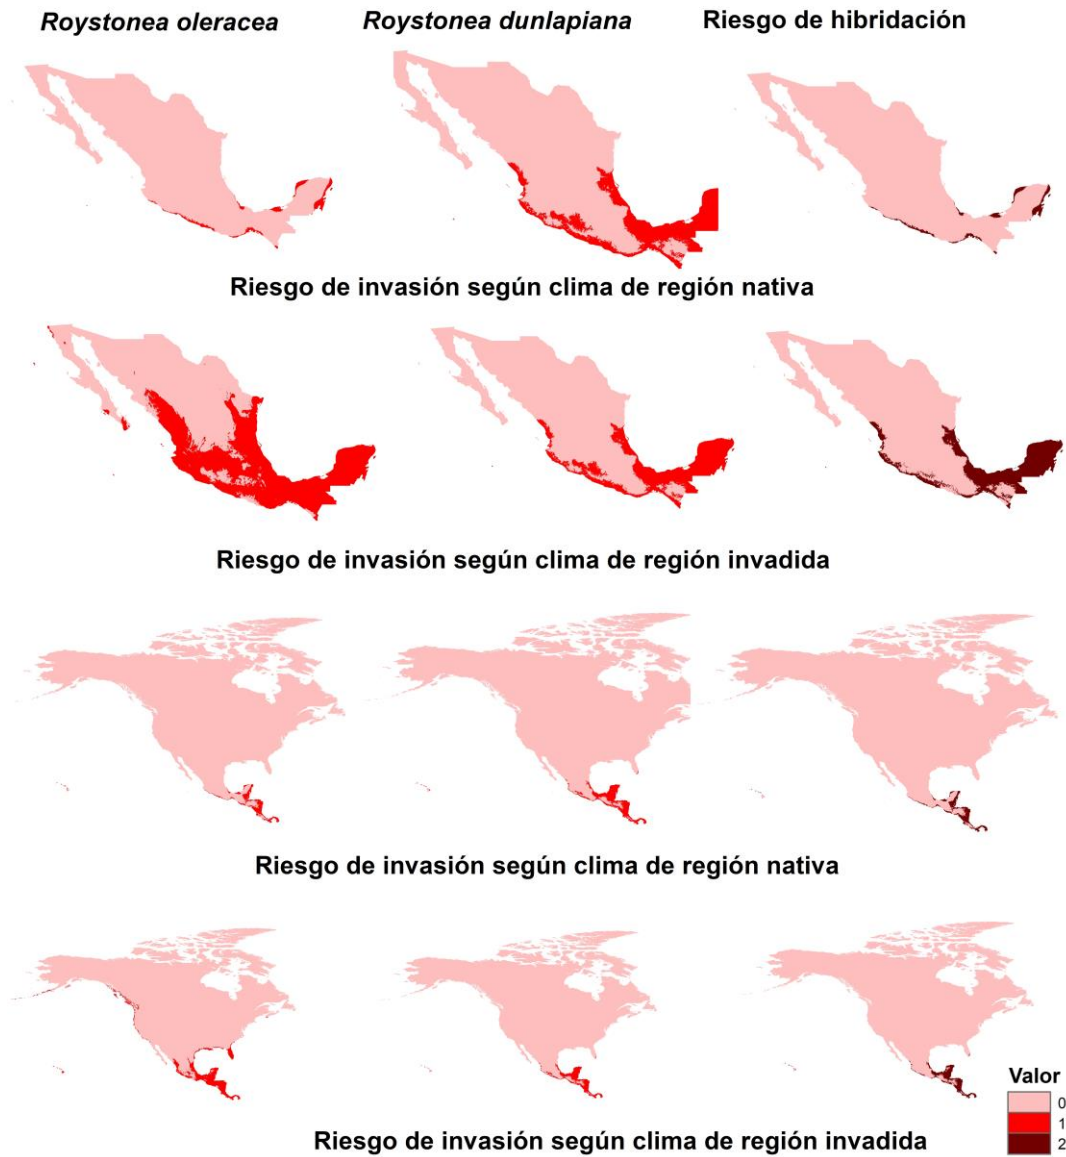 Roystonea oleracea
Roystonea dunlapiana
Riesgo de hibridación
Riesgo de invasión según clima de región nativa
Riesgo de invasión según clima de región invadida
Riesgo de invasión según clima de región nativa
Valor
0
1
2
Riesgo de invasión según clima de región invadida